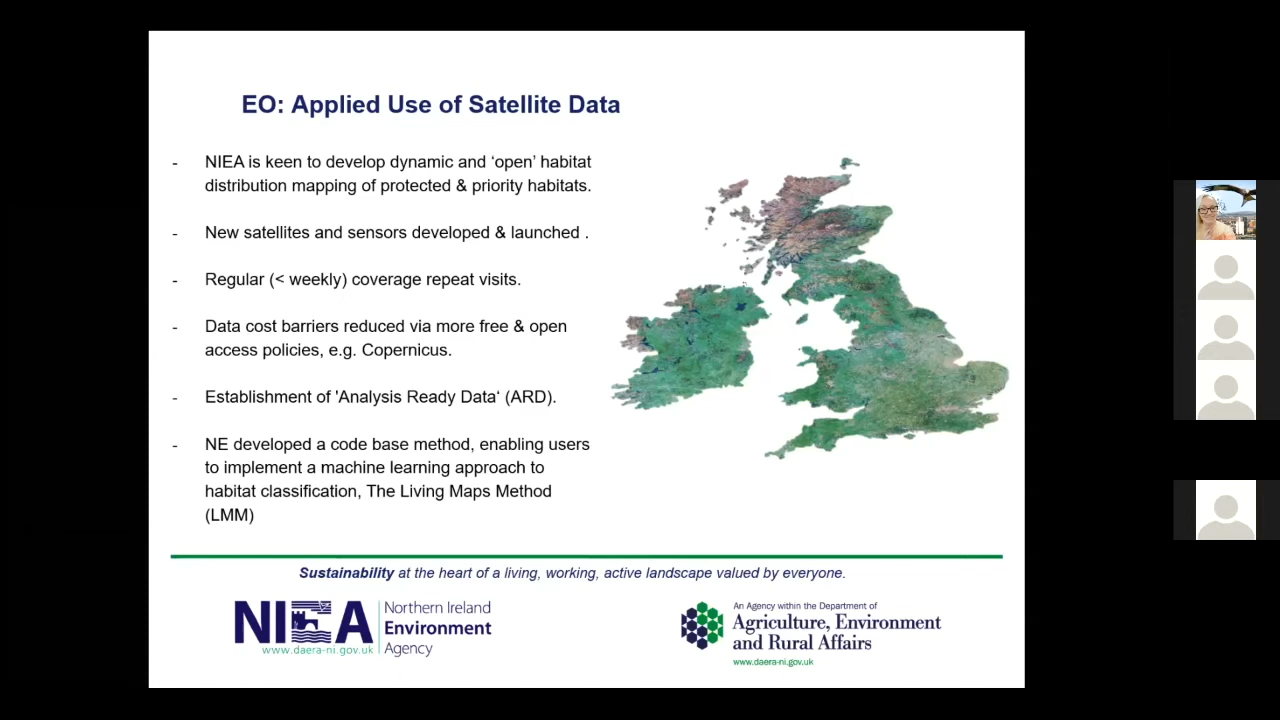 EO: Applied Use of Satellite Data
- NIEA is keen to develop dynamic and ‘open’ habitat
distribution mapping of protected & priority habitats.
- New satellites and sensors developed & launched .
- Regular (< weekly) coverage repeat visits.
- Data cost barriers reduced via more free & open
access policies, e.g. Copernicus.
- Establishment of 'Analysis Ready Data‘ (ARD).
- NE developed a code base method, enabling users
to implement a machine learning approach to
habitat classification, The Living Maps Method
(LMM)
Sustainability at the heart of a living, working, active landscape valued by everyone.
NIEA
www.daera-ni.gov.uk
Northern Ireland
Environment
Agency
An Agency within the Department of
Agriculture, Environment
and Rural Affairs
www.daera-ni.gov.uk